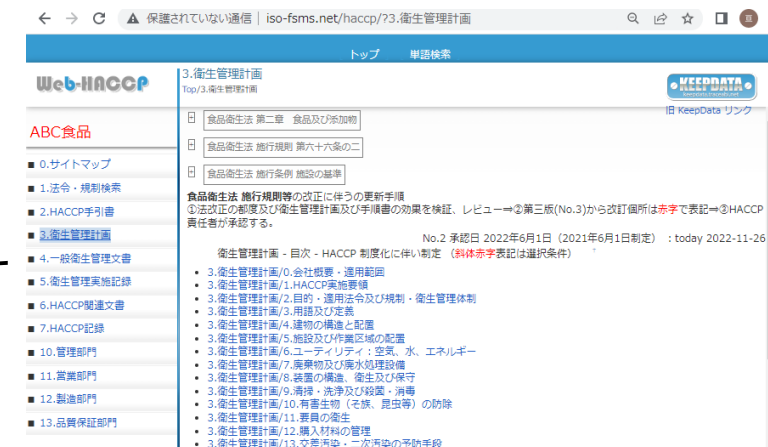 保護されていない通信 | iso-fsms.net/haccp/?3.衛生管理計画
トップ 単語検索
Web-HACCP
3.衛生管理計画
Top/3.衛生管理計画
KEEPDATA
旧 KeepData リンク
ABC食品
食品衛生法 第二章 食品及び添加物
食品衛生法 施行規則 第六十六条の二
食品衛生法 施行条例 施設の基準
■ 0.サイトマップ
■ 1.法令・規制検索
■ 2.HACCP手引書
■ 3.衛生管理計画
■ 4.一般衛生管理文書
■ 5.衛生管理実施記録
■ 6.HACCP関連文書
■ 7.HACCP記録
■ 10.管理部門
■ 11.営業部門
■ 12.製造部門
■ 13.品質保証部門
食品衛生法 施行規則等の改正に伴うの更新手順
①法改正の都度及び衛生管理計画及び手順書の効果を検証、レビュー⇒②第三版(No.3)から改訂個所は赤字で表記⇒③HACCP
責任者が承認する。
No.2 承認日 2022年6月1日（2021年6月1日制定） : today 2022-11-26
衛生管理計画 - 目次 - HACCP 制度化に伴い制定 （斜体赤字表記は選択条件）
• 3.衛生管理計画/0.会社概要・適用範囲
• 3.衛生管理計画/1.HACCP実施要領
• 3.衛生管理計画/2.目的・適用法令及び規制・衛生管理体制
• 3.衛生管理計画/3.用語及び定義
• 3.衛生管理計画/4.建物の構造と配置
• 3.衛生管理計画/5.施設及び作業区域の配置
• 3.衛生管理計画/6.ユーティリティ：空気、水、エネルギー
• 3.衛生管理計画/7.廃棄物及び廃水処理設備
• 3.衛生管理計画/8.装置の構造、衛生及び保守
• 3.衛生管理計画/9.清掃・洗浄及び殺菌・消毒
• 3.衛生管理計画/10.有害生物（そ族、昆虫等）の防除
• 3.衛生管理計画/11.要員の衛生
• 3.衛生管理計画/12.購入材料の管理
• 3.衛生管理計画/13.交差汚染・二次汚染の予防手段